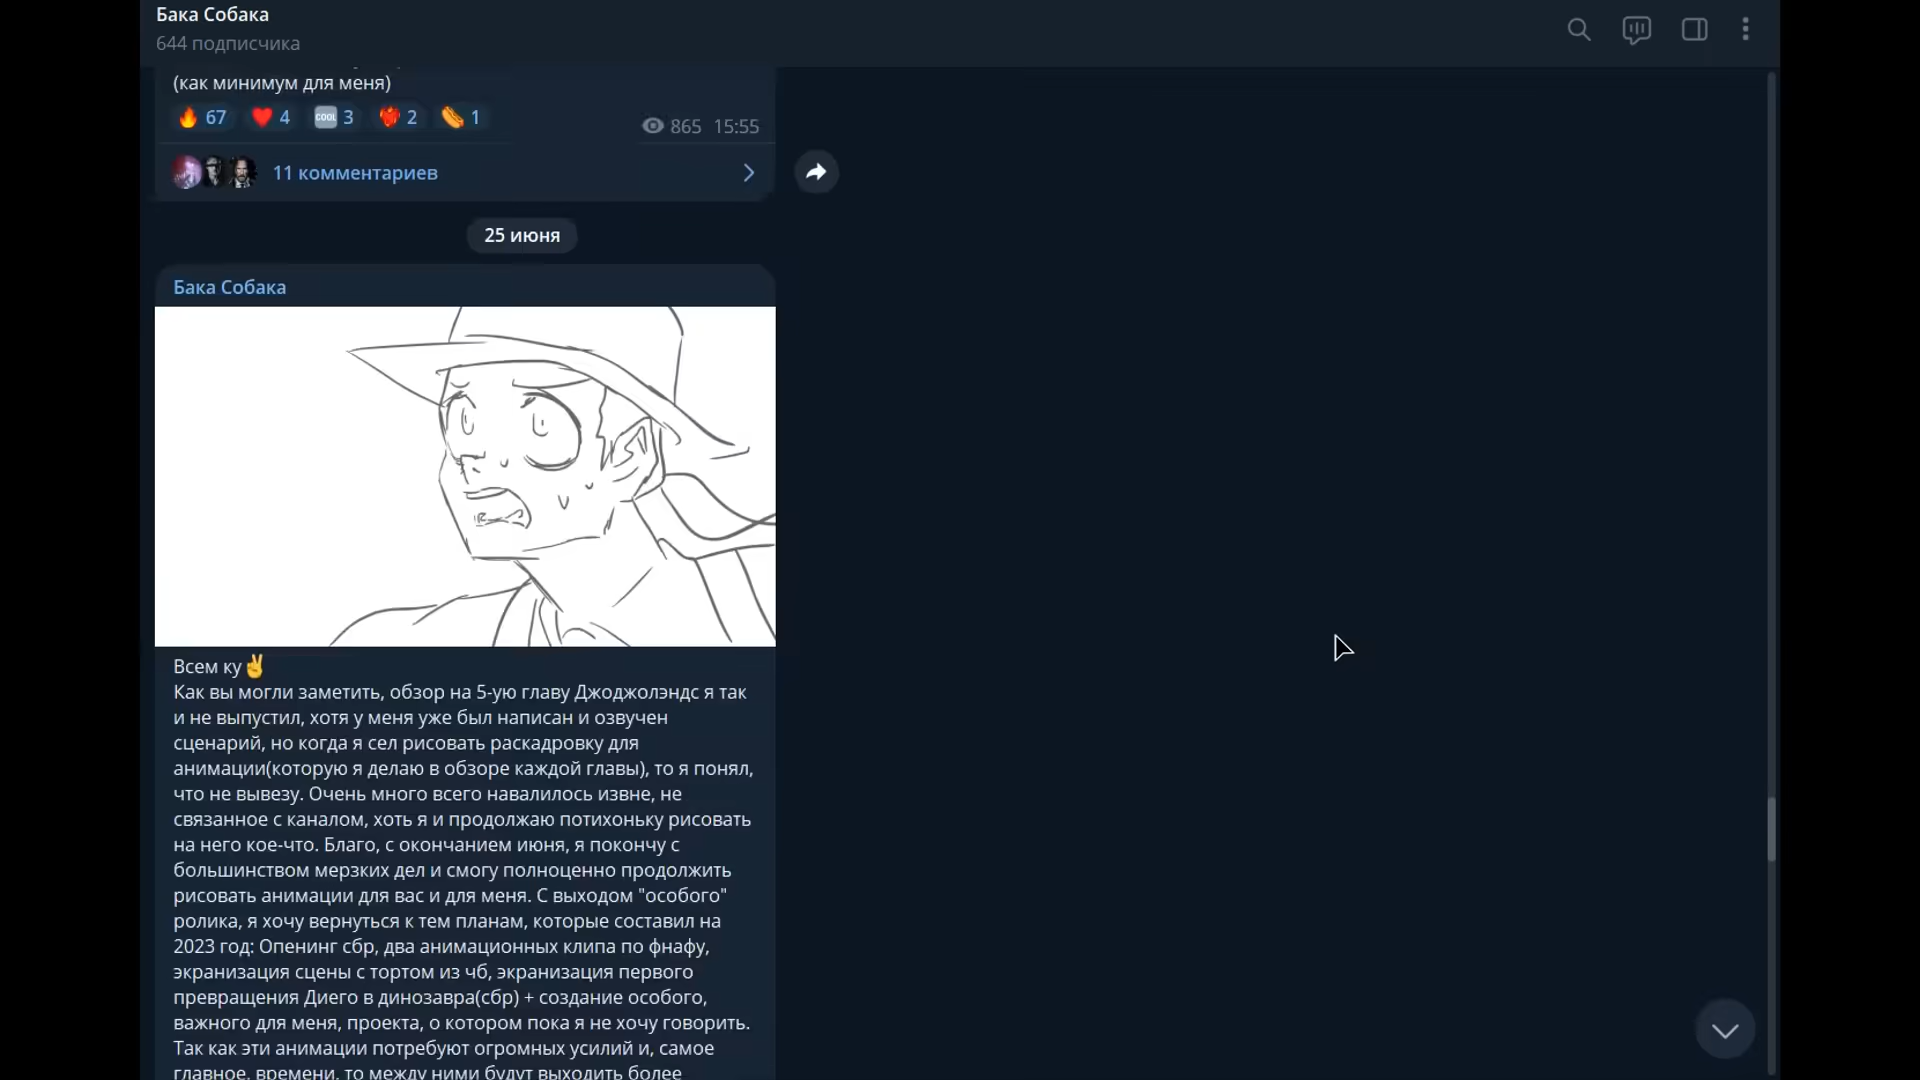 Бака Собака
644 подписчика
(как минимум для меня)
67 4 COOL 3 2 1
865 15:55
11 комментариев
25 июня
Бака Собака
Всем ку
Как вы могли заметить, обзор на 5-ую главу Джоджолэндс я так
и не выпустил, хотя у меня уже был написан и озвучен
сценарий, но когда я сел рисовать раскадровку для
анимации(которую я делаю в обзоре каждой главы), то я понял,
что не вывезу. Очень много всего навалилось извне, не
связанное с каналом, хоть я и продолжаю потихоньку рисовать
на него кое-что. Благо, с окончанием июня, я покончу с
большинством мерзких дел и смогу полноценно продолжить
рисовать анимации для вас и для меня. С выходом "особого"
ролика, я хочу вернуться к тем планам, которые составил на
2023 год: Опенинг сбр, два анимационных клипа по фнафу,
экранизация сцены с тортом из чб, экранизация первого
превращения Диего в динозавра(сбр) + создание особого,
важного для меня, проекта, о котором пока я не хочу говорить.
Так как эти анимации потребуют огромных усилий и, самое
главное, времени, то между ними будут выходить более